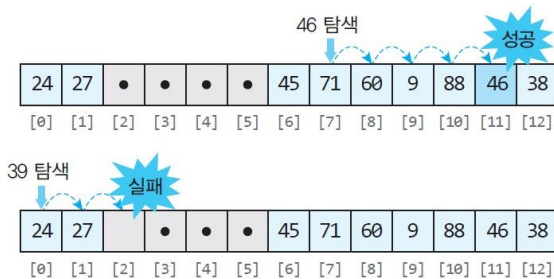 46 탐색
성공
24 27 • • • • 45 71 60 9 88 46 38
[0] [1] [2] [3] [4] [5] [6] [7] [8] [9] [10] [11] [12]
39 탐색
실패
24 27 • • • 45 71 60 9 88 46 38
[0] [1] [2] [3] [4] [5] [6] [7] [8] [9] [10] [11] [12]